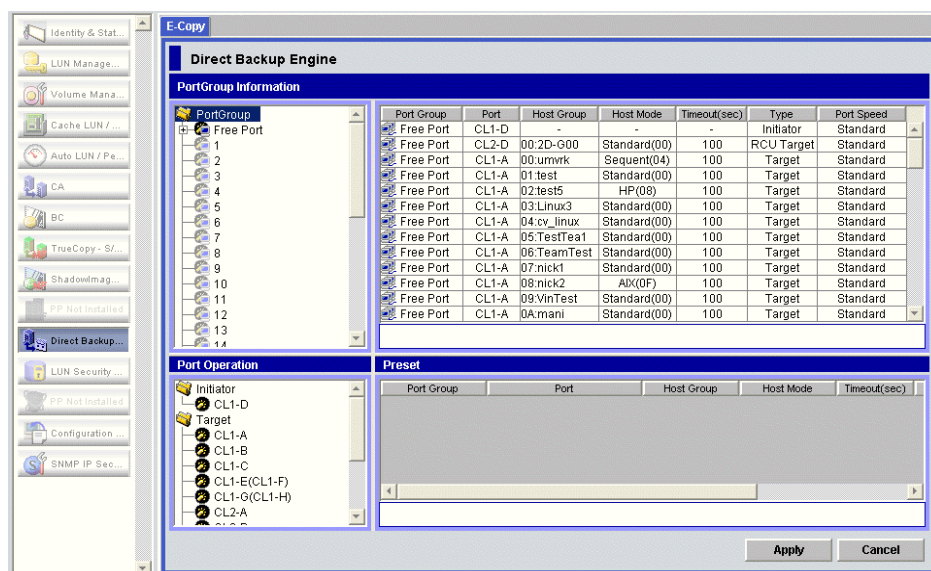 Identity & Stat...
LUN Manage...
Volume Mana...
Cache LUN / ...
Auto LUN / Pe...
CA
BC
TrueCopy - S/...
ShadowImag...
PP Not Installed
Direct Backup...
LUN Security ...
PP Not Installed
Configuration ...
SNMP IP Sec...
E-Copy
Direct Backup Engine
PortGroup Information
PortGroup
Free Port
1
2
3
4
5
6
7
8
9
10
11
12
13
14
Port Group Port Host Group Host Mode Timeout(sec) Type Port Speed
Free Port CL1-D - - - Initiator Standard
Free Port CL2-D 00:2D-G00 Standard(00) 100 RCU Target Standard
Free Port CL1-A 00:umvrk Sequent(04) 100 Target Standard
Free Port CL1-A 01:test Standard(00) 100 Target Standard
Free Port CL1-A 02:test5 HP(08) 100 Target Standard
Free Port CL1-A 03:Linux3 Standard(00) 100 Target Standard
Free Port CL1-A 04:cv_linux Standard(00) 100 Target Standard
Free Port CL1-A 05:TestTea1 Standard(00) 100 Target Standard
Free Port CL1-A 06:TeamTest Standard(00) 100 Target Standard
Free Port CL1-A 07:nick1 Standard(00) 100 Target Standard
Free Port CL1-A 08:nick2 AIX(0F) 100 Target Standard
Free Port CL1-A 09:VinTest Standard(00) 100 Target Standard
Free Port CL1-A 0A:mani Standard(00) 100 Target Standard
Port Operation
Initiator
CL1-D
Target
CL1-A
CL1-B
CL1-C
CL1-E(CL1-F)
CL1-G(CL1-H)
CL2-A
Preset
Port Group Port Host Group Host Mode Timeout(sec)
Apply Cancel